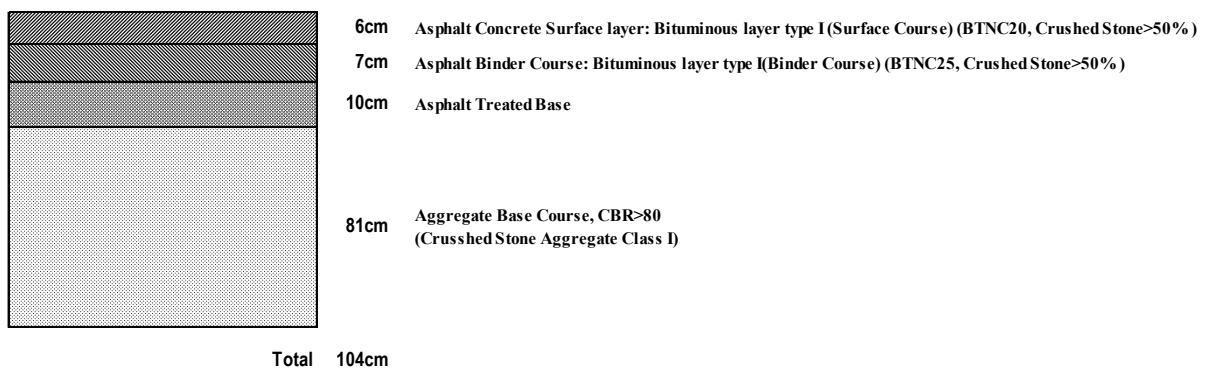 6cm Asphalt Concrete Surface layer: Bituminous layer type I (Surface Course) (BTNC20, Crushed Stone>50%)
7cm Asphalt Binder Course: Bituminous layer type I(Binder Course) (BTNC25, Crushed Stone>50%)
10cm Asphalt Treated Base
81cm Aggregate Base Course, CBR>80
(Crusshed Stone Aggregate Class I)
Total 104cm